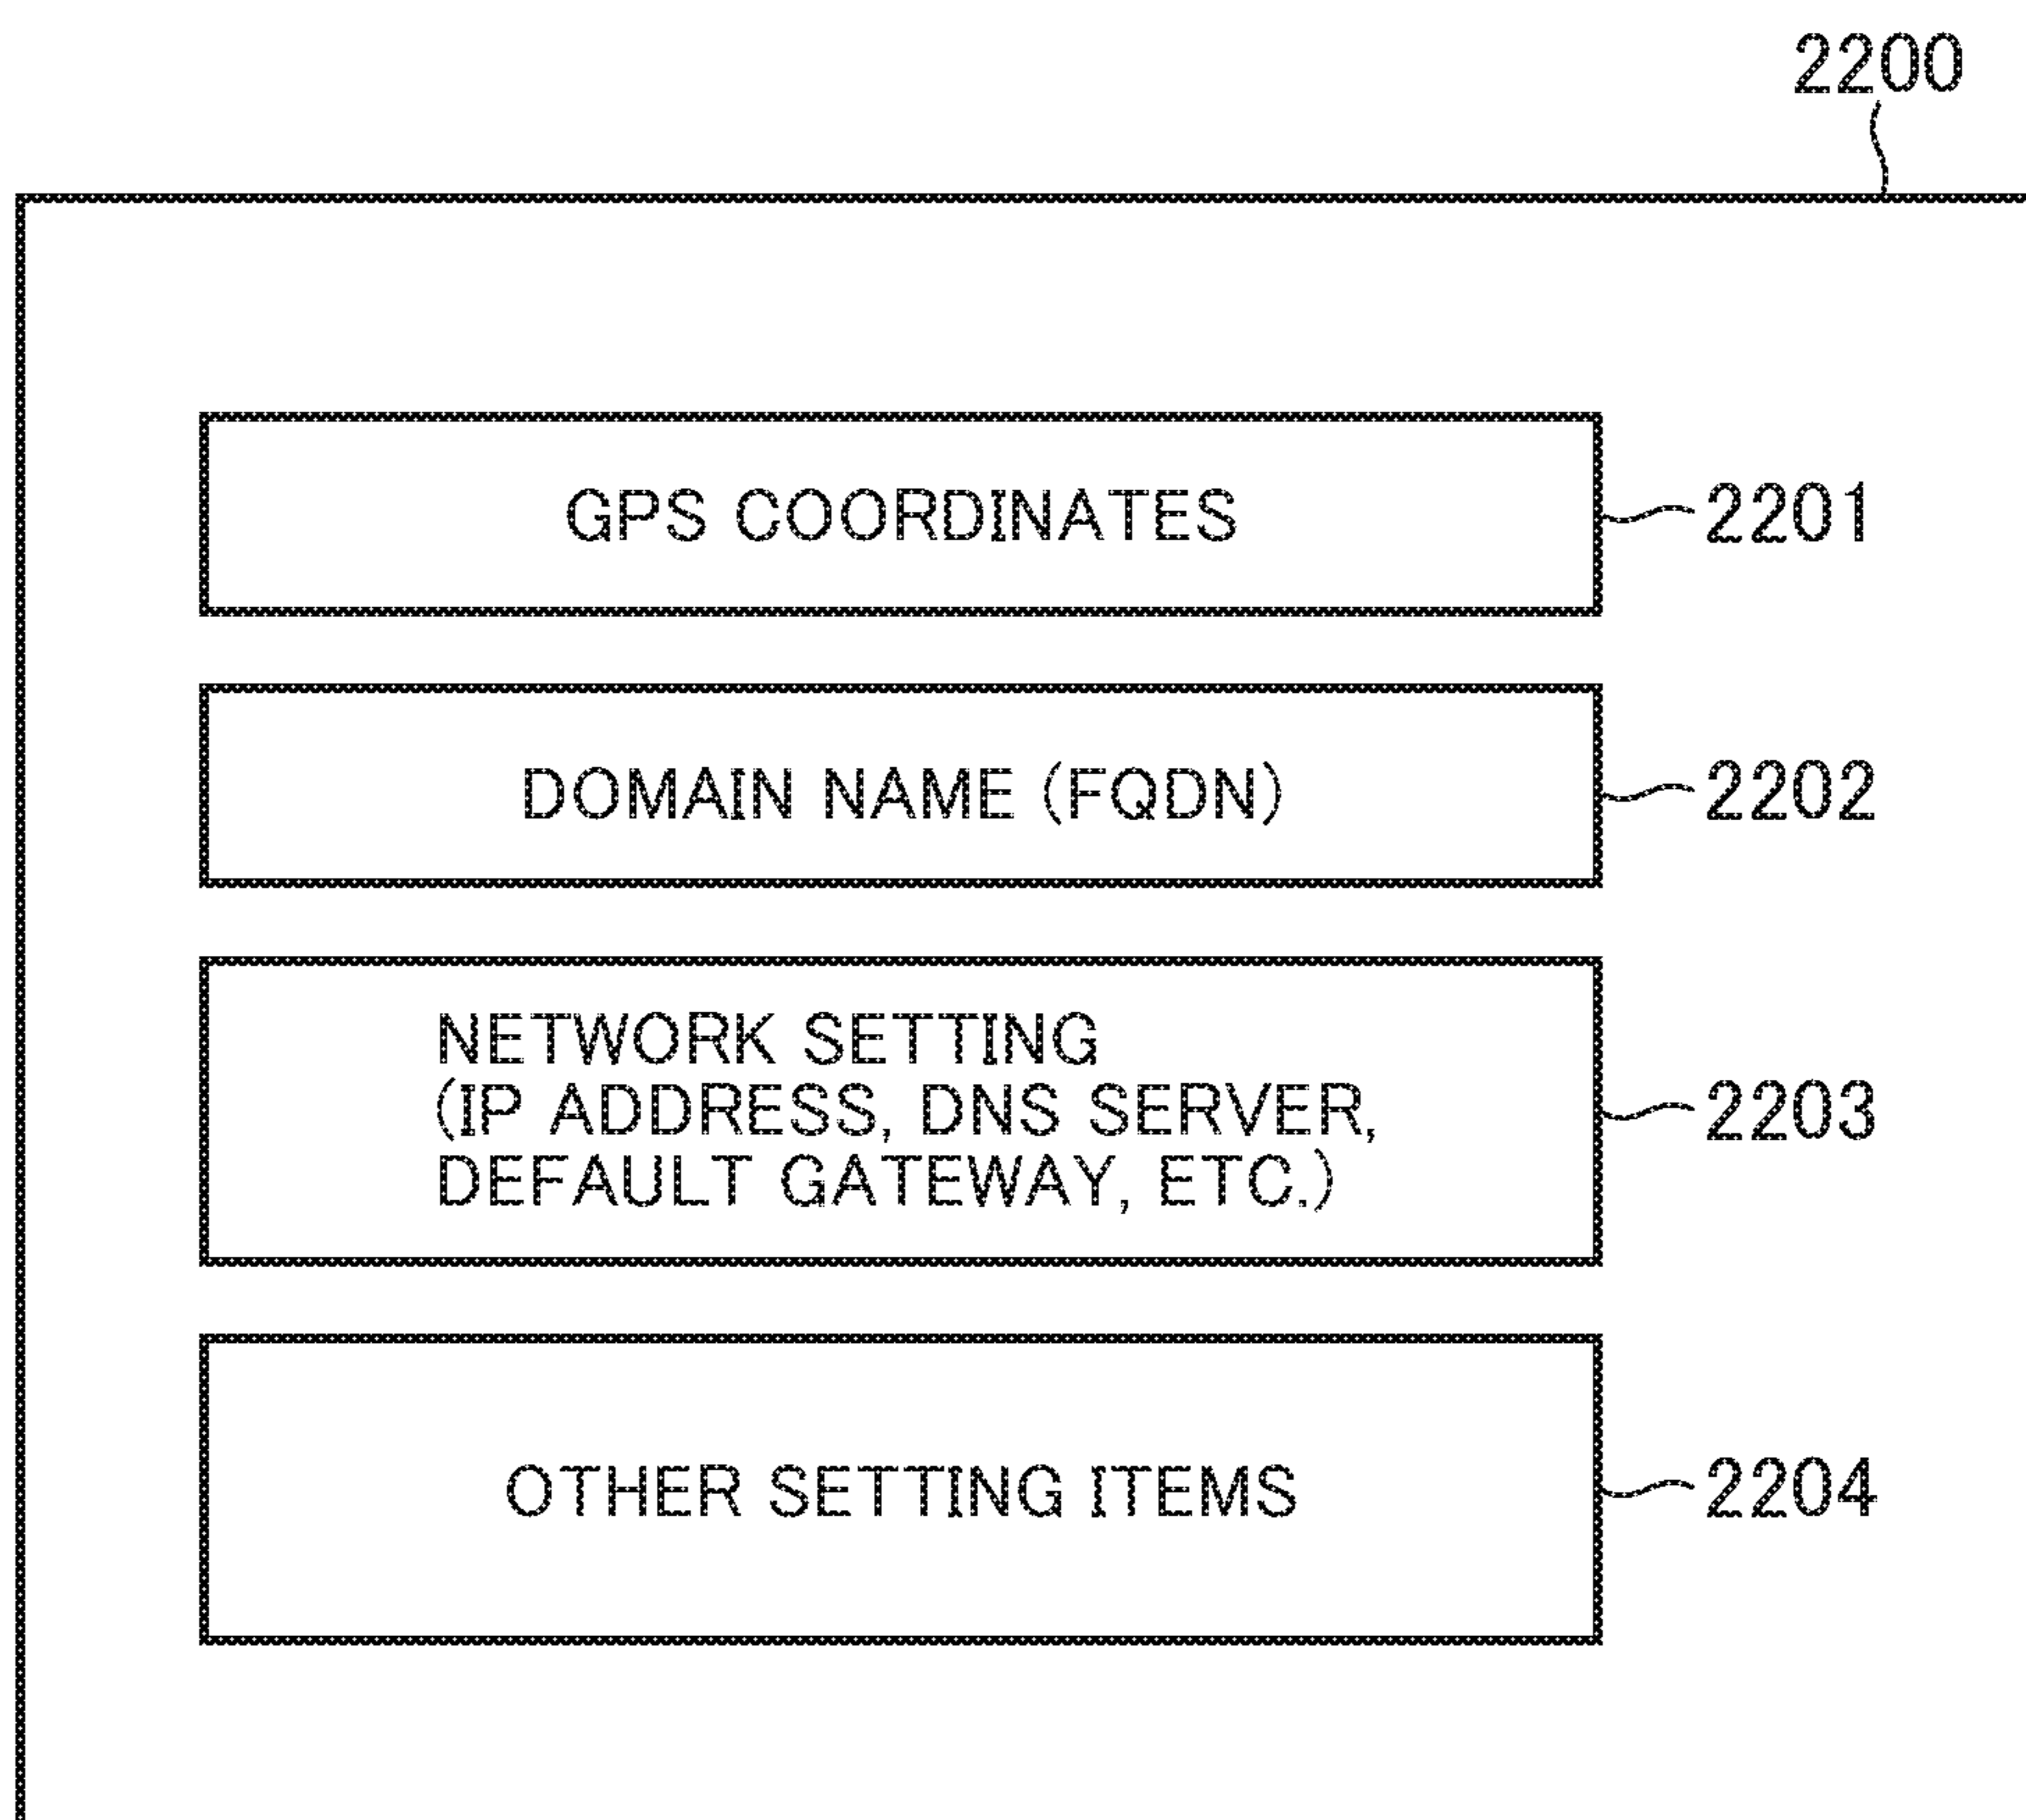 2200
GPS COORDINATES
2201
DOMAIN NAME (FQDN)
2202
NETWORK SETTING
(IP ADDRESS, DNS SERVER,
DEFAULT GATEWAY, ETC.)
2203
OTHER SETTING ITEMS
2204